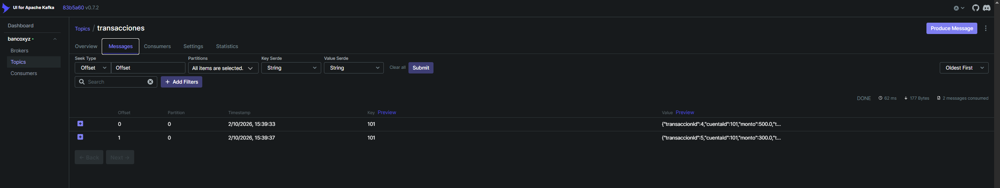 UI for Apache Kafka 83b5a60 v0.7.2 A
Dashboard
bancoxyz
Brokers
Topics
Consumers
Topics / transacciones
Produce Message
Overview Messages Consumers Settings Statistics
Seek Type Partitions Key Serde Value Serde
Offset Offset All items are selected. String String Clear all Submit Oldest First
Search + Add Filters
DONE 62 ms 177 Bytes 2 messages consumed
Offset Partition Timestamp Key Preview Value Preview
0 0 2/10/2026, 15:39:33 101 {"transaccionId":4,"cuentaId":101,"monto":500.0,"t...
1 0 2/10/2026, 15:39:37 101 {"transaccionId":5,"cuentaId":101,"monto":300.0,"t...
← Back Next →